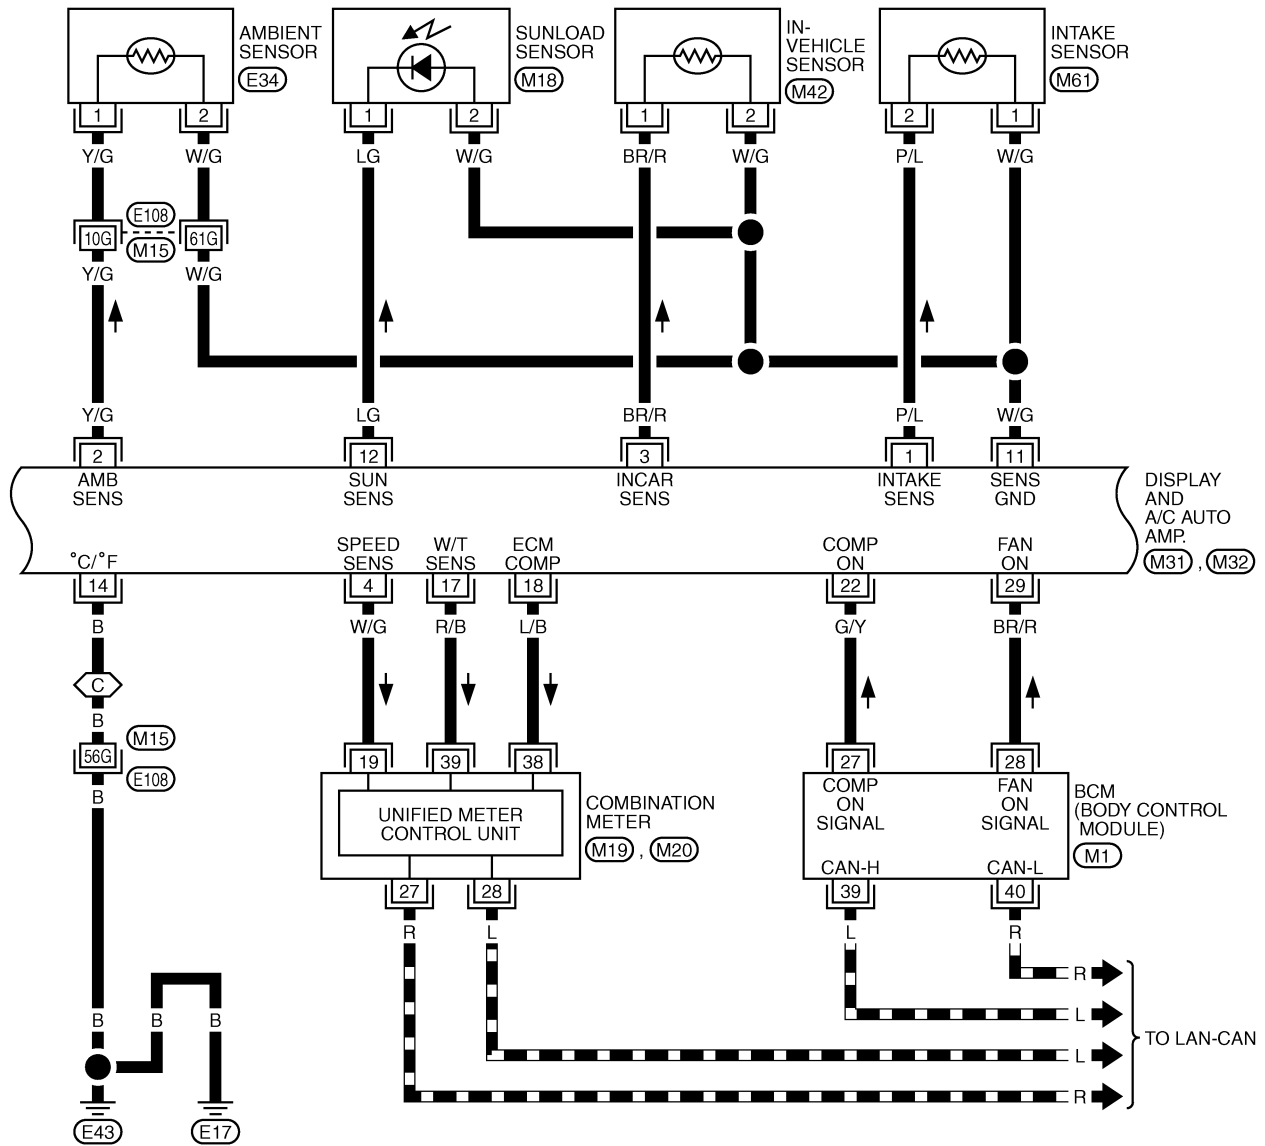 AMBIENT
SENSOR
E34
SUNLOAD
SENSOR
M18
IN-
VEHICLE
SENSOR
M42
INTAKE
SENSOR
M61
1 2 1 2 1 2 2 1
Y/G W/G LG W/G BR/R W/G P/L W/G
E108
10G 61G
M15
Y/G W/G
Y/G LG BR/R P/L W/G
2 12 3 1 11
AMB
SENS
SUN
SENS
INCAR
SENS
INTAKE
SENS
SENS
GND
DISPLAY
AND
A/C AUTO
AMP.
M31 , M32
°C/°F
SPEED
SENS
W/T
SENS
ECM
COMP
COMP
ON
FAN
ON
14 4 17 18 22 29
B W/G R/B L/B G/Y BR/R
C
B
M15
56G
E108
B
19 39 38
UNIFIED METER
CONTROL UNIT
COMBINATION
METER
M19 , M20
27 28
27 28
COMP
ON
SIGNAL
FAN
ON
SIGNAL
BCM
(BODY CONTROL
MODULE)
M1
CAN-H CAN-L
39 40
R L L R
R
L
L
R
TO LAN-CAN
B B B
E43 E17